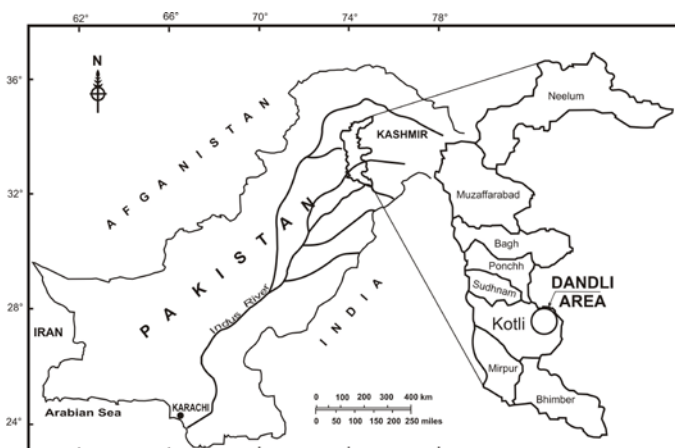 62° 66° 70° 74° 78°
36°
32°
28°
24°
N
AFGANISTAN
PAKISTAN
KASHMIR
INDIA
Indus River
IRAN
KARACHI
Arabian Sea
0 100 200 300 400 km
0 50 100 150 200 250 miles
Neelum
Muzaffarabad
Bagh
Ponchh
Sudhnam
DANDLI
AREA
Kotli
Mirpur
Bhimber